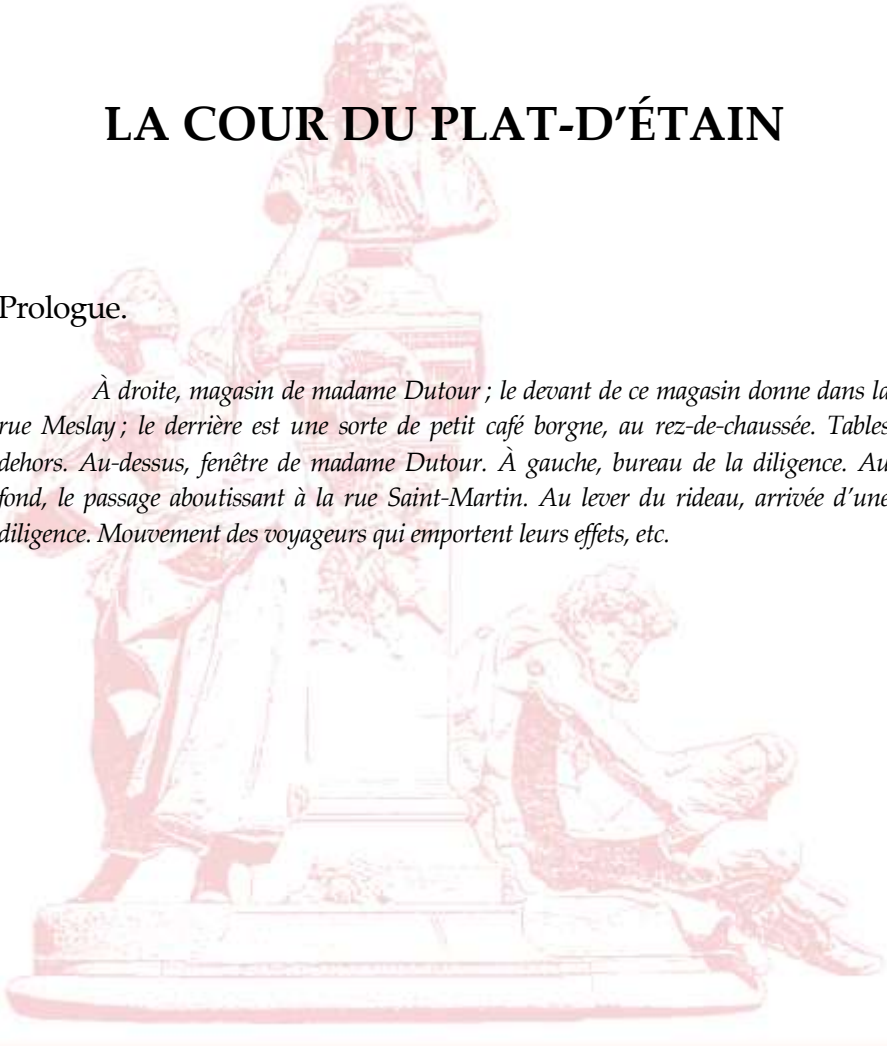 LA COUR DU PLAT-D’ÉTAIN
Prologue.
À droite, magasin de madame Dutour ; le devant de ce magasin donne dans la
rue Meslay ; le derrière est une sorte de petit café borgne, au rez-de-chaussée. Tables
dehors. Au-dessus, fenêtre de madame Dutour. À gauche, bureau de la diligence. Au
fond, le passage aboutissant à la rue Saint-Martin. Au lever du rideau, arrivée d’une
diligence. Mouvement des voyageurs qui emportent leurs effets, etc.